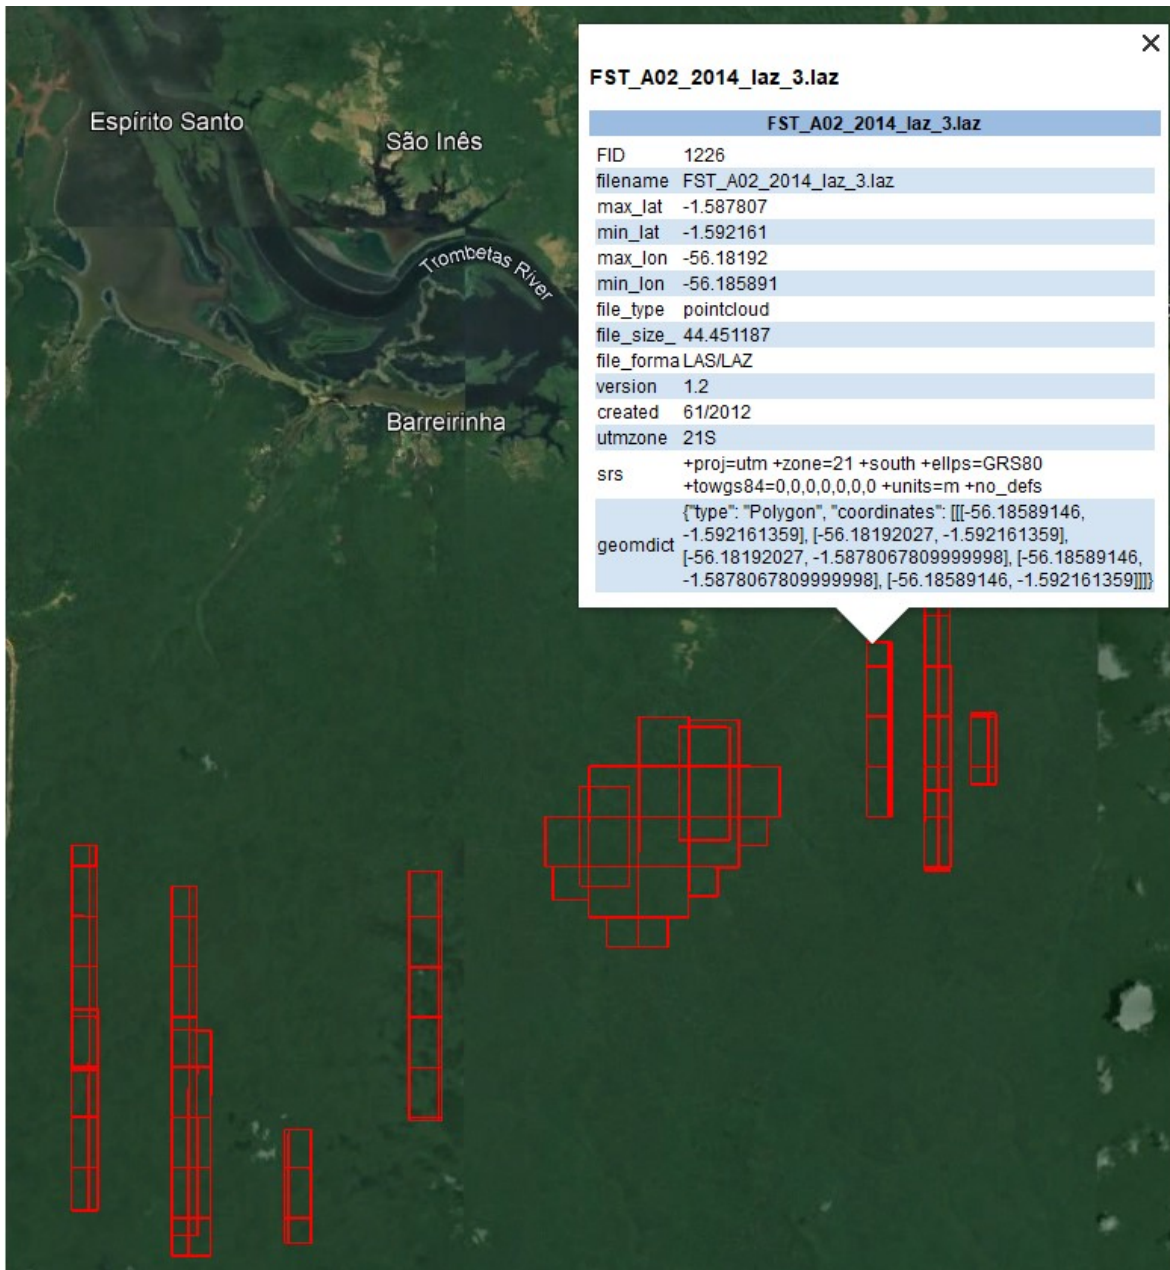 Espírito Santo
São Inês
Trombetas River
Barreirinha
FST_A02_2014_laz_3.laz
FST_A02_2014_laz_3.laz
FID 1226
filename FST_A02_2014_laz_3.laz
max_lat -1.587807
min_lat -1.592161
max_lon -56.18192
min_lon -56.185891
file_type pointcloud
file_size_ 44.451187
file_forma LAS/LAZ
version 1.2
created 61/2012
utmzone 21S
srs +proj=utm +zone=21 +south +ellps=GRS80
+towgs84=0,0,0,0,0,0,0 +units=m +no_defs
geomdict {"type": "Polygon", "coordinates": [[[-56.18589146,
-1.592161359], [-56.18192027, -1.592161359],
[-56.18192027, -1.5878067809999998], [-56.18589146,
-1.5878067809999998], [-56.18589146, -1.592161359]]]}